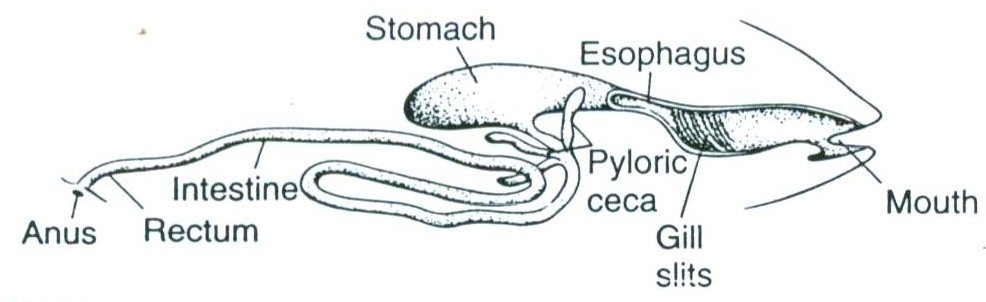 Stomach
Esophagus
Pyloric
ceca
Intestine
Mouth
Anus
Rectum
Gill
slits